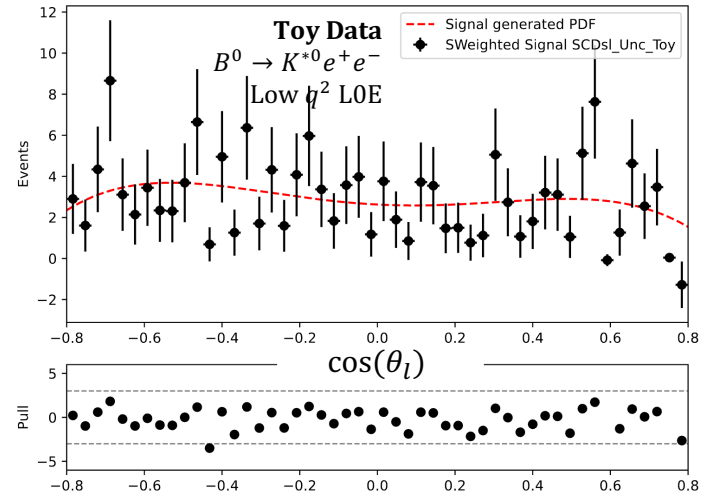 12
10
8
6
4
2
0
−2
Events
Toy Data
B⁰ → K*⁰e⁺e⁻
Low q² L0E
Signal generated PDF
SWeighted Signal SCDsl_Unc_Toy
−0.8 −0.6 −0.4 −0.2 0.0 0.2 0.4 0.6 0.8
cos(θ_l)
5
0
−5
Pull
−0.8 −0.6 −0.4 −0.2 0.0 0.2 0.4 0.6 0.8